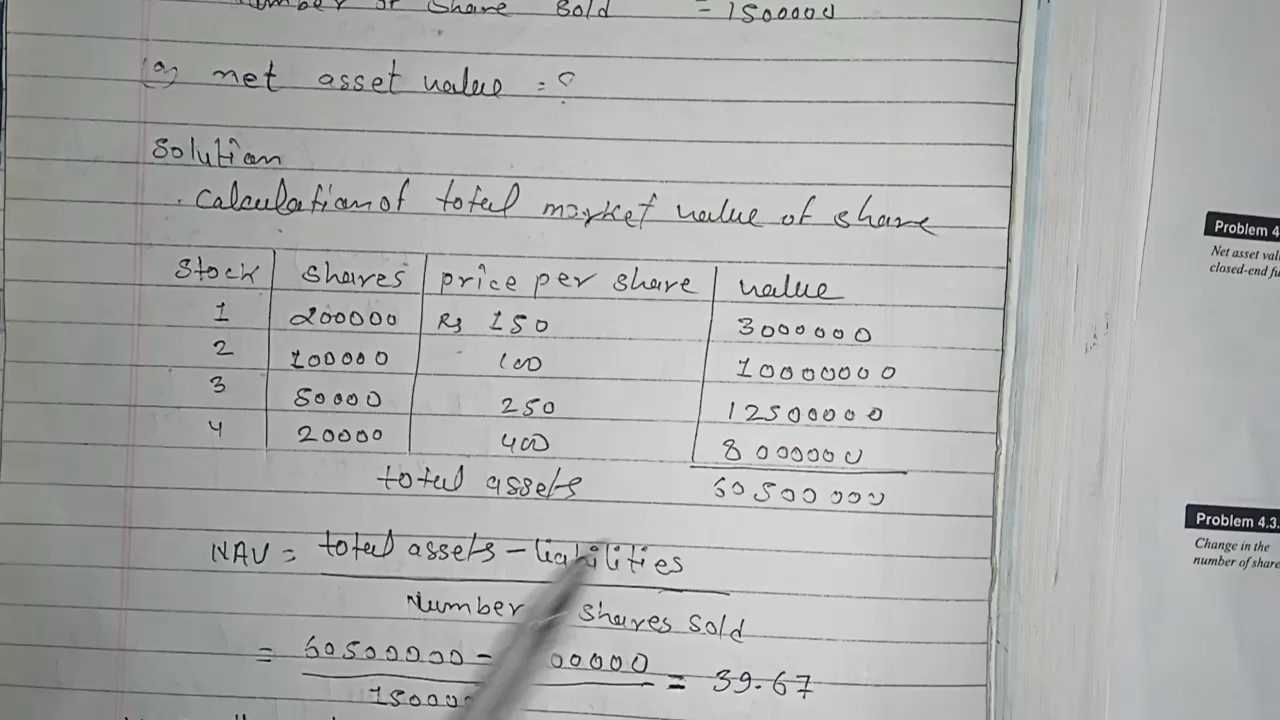 Number of share sold = 1500000
(a) net asset value = ?
Solution
. Calculation of total market value of share
Stock shares price per share value
1 200000 Rs 150 3000000
2 100000 100 10000000
3 50000 250 12500000
4 20000 400 8000000
total assets 60500000
NAV = total assets - liabilities
Number shares sold
= 60500000 - 00000 = 39.67
Problem 4
Net asset val
closed-end fu
Problem 4.3.
Change in the
number of share